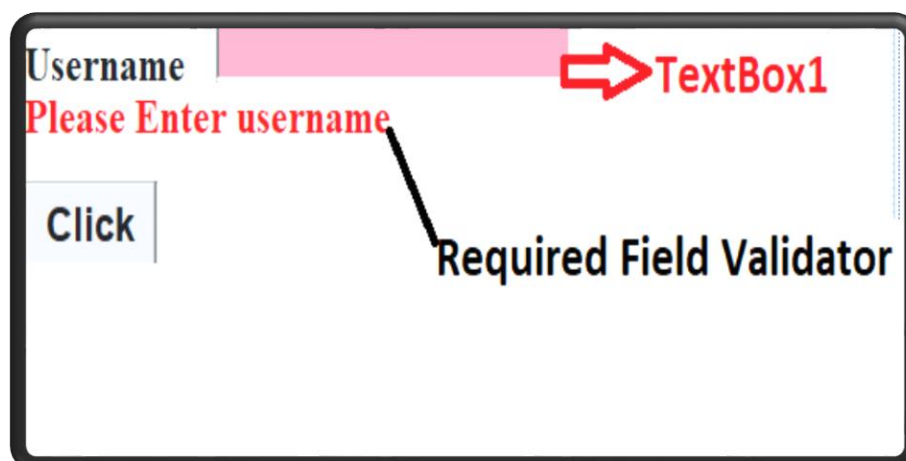 Username
TextBox1
Please Enter username
Click
Required Field Validator